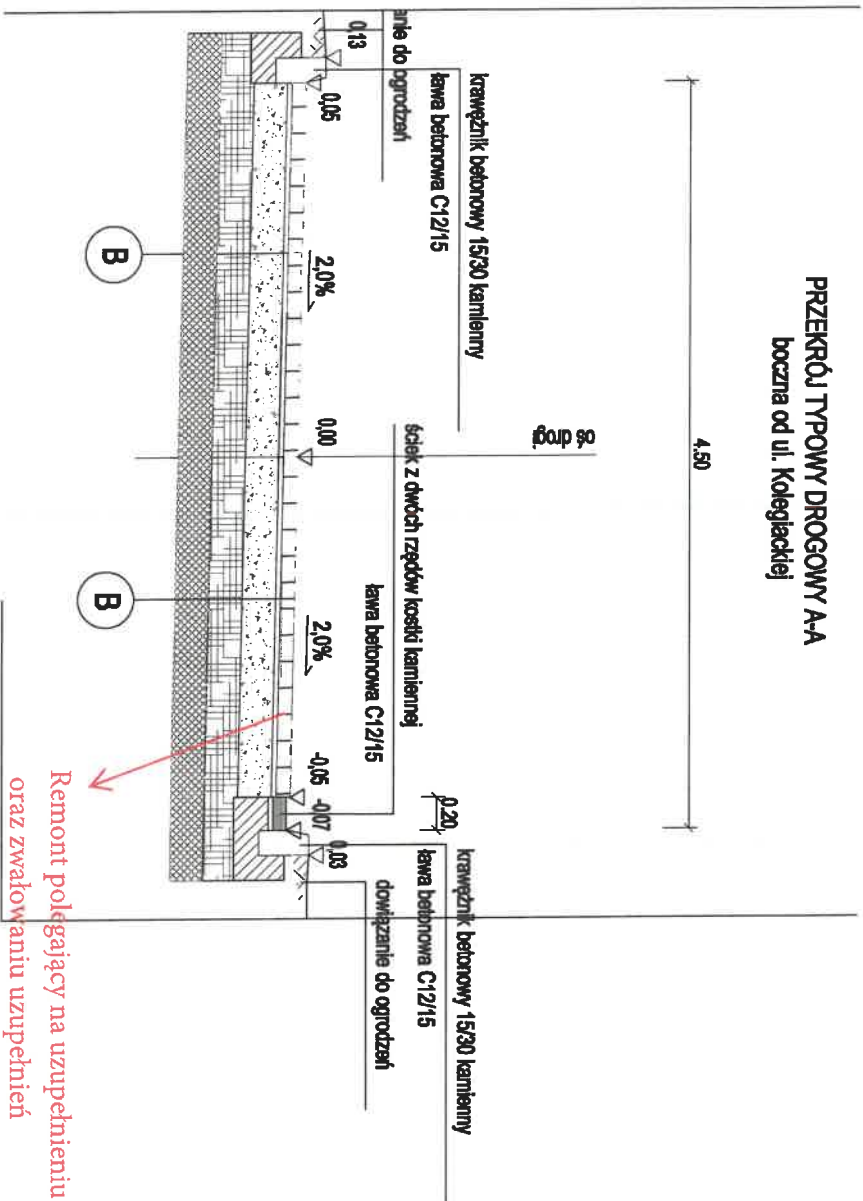 PRZEKRÓJ TYPOWY DROGOWY A-A
boczna od ul. Kolegiackiej
4.50
oś drogi
krawężnik betonowy 15/30 kamienny
ława betonowa C12/15
anie do ogrodzeń
0,13
0,05
2,0%
0,00
2,0%
ściek z dwóch rzędów kostki kamiennej
ława betonowa C12/15
-0,05
-0,07
0.20
0,03
krawężnik betonowy 15/30 kamienny
ława betonowa C12/15
dowiązanie do ogrodzeń
B
B
Remont polegający na uzupełnieniu
oraz zwałowaniu uzupełnień